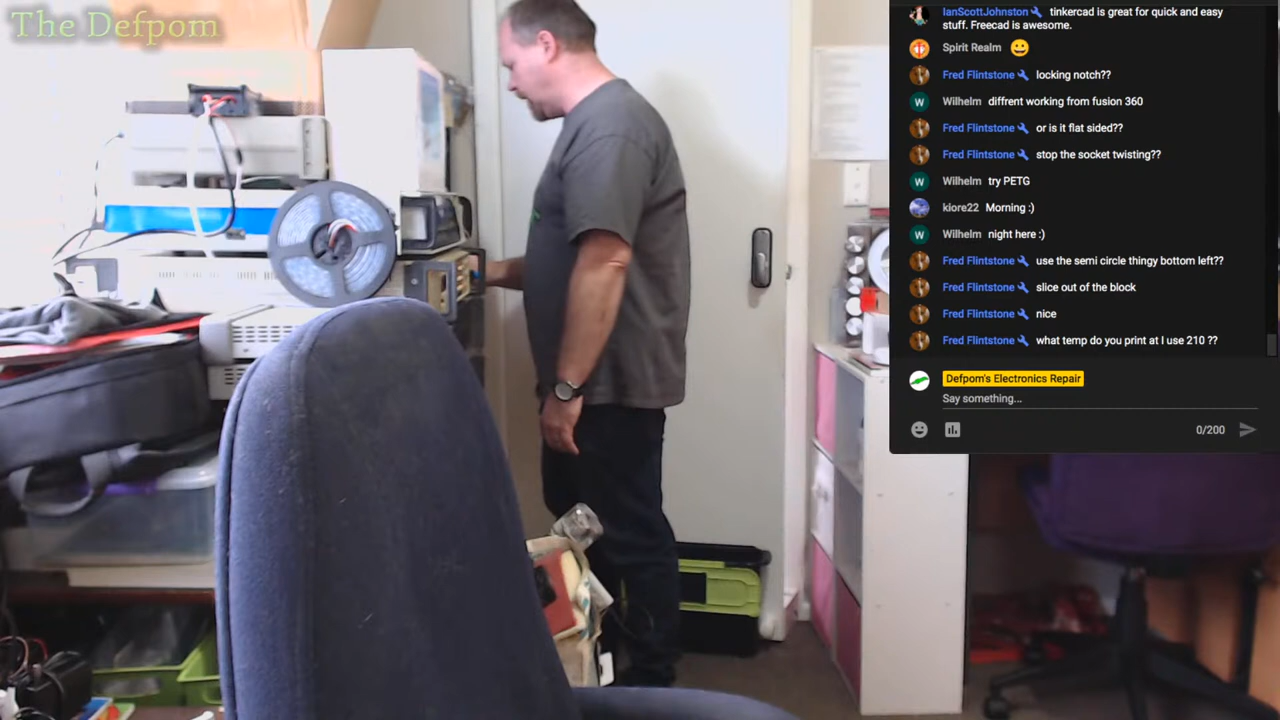 The Defpom
IanScottJohnston tinkercad is great for quick and easy
stuff. Freecad is awesome.
Spirit Realm
Fred Flintstone locking notch??
W Wilhelm diffrent working from fusion 360
Fred Flintstone or is it flat sided??
Fred Flintstone stop the socket twisting??
W Wilhelm try PETG
kiore22 Morning :)
W Wilhelm night here :)
Fred Flintstone use the semi circle thingy bottom left??
Fred Flintstone slice out of the block
Fred Flintstone nice
Fred Flintstone what temp do you print at I use 210 ??
Defpom's Electronics Repair
Say something...
0/200